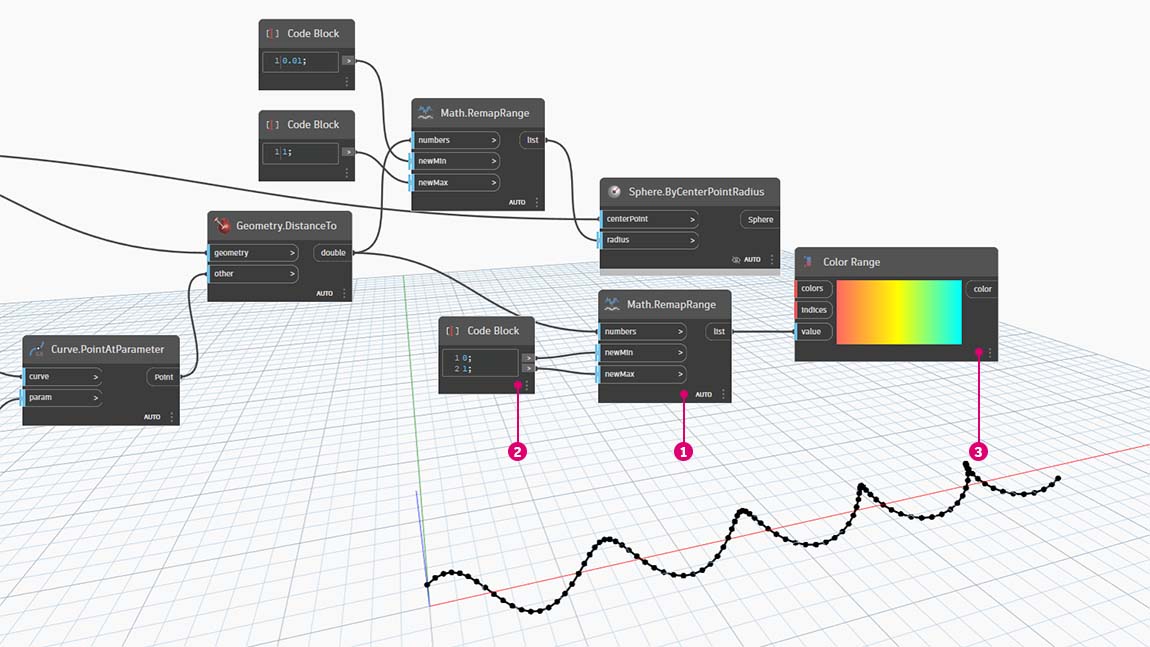 Code Block
1 0.01;
>
Code Block
1 1;
>
Math.RemapRange
numbers >
list
newMin >
newMax >
AUTO
Sphere.ByCenterPointRadius
centerPoint >
Sphere
radius >
AUTO
Geometry.DistanceTo
geometry >
double
other >
AUTO
Color Range
colors
color
indices
value
Math.RemapRange
numbers >
list
newMin >
newMax >
AUTO
Code Block
1 0;
>
2 1;
>
Curve.PointAtParameter
curve >
Point
param >
AUTO
2
1
3